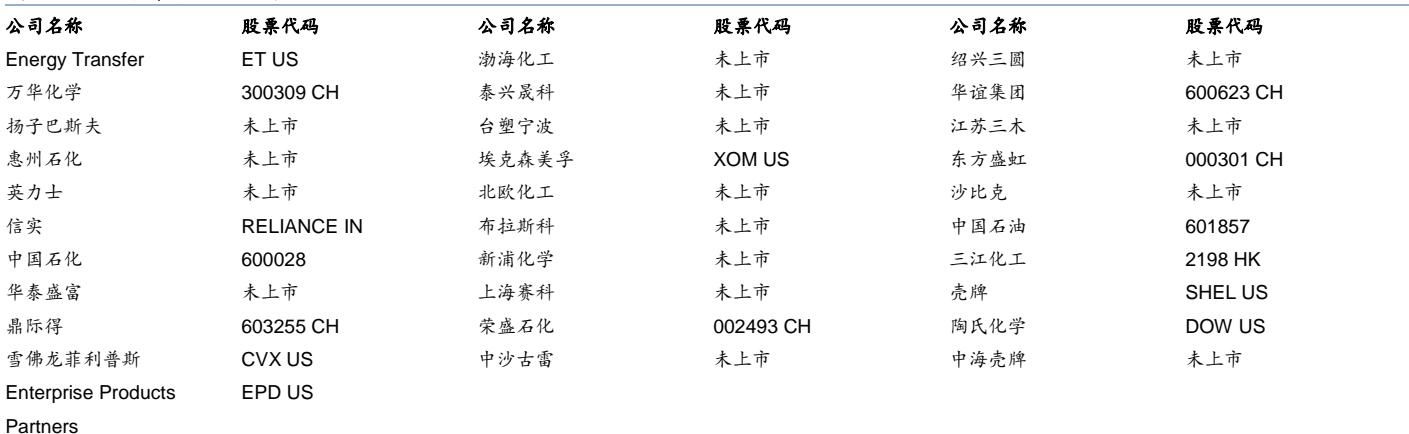 公司名称 股票代码 公司名称 股票代码 公司名称 股票代码
Energy Transfer ET US 渤海化工 未上市 绍兴三圆 未上市
万华化学 300309 CH 泰兴晟科 未上市 华谊集团 600623 CH
扬子巴斯夫 未上市 台塑宁波 未上市 江苏三木 未上市
惠州石化 未上市 埃克森美孚 XOM US 东方盛虹 000301 CH
英力士 未上市 北欧化工 未上市 沙比克 未上市
信实 RELIANCE IN 布拉斯科 未上市 中国石油 601857
中国石化 600028 新浦化学 未上市 三江化工 2198 HK
华泰盛富 未上市 上海赛科 未上市 壳牌 SHEL US
鼎际得 603255 CH 荣盛石化 002493 CH 陶氏化学 DOW US
雪佛龙菲利普斯 CVX US 中沙古雷 未上市 中海壳牌 未上市
Enterprise Products EPD US
Partners